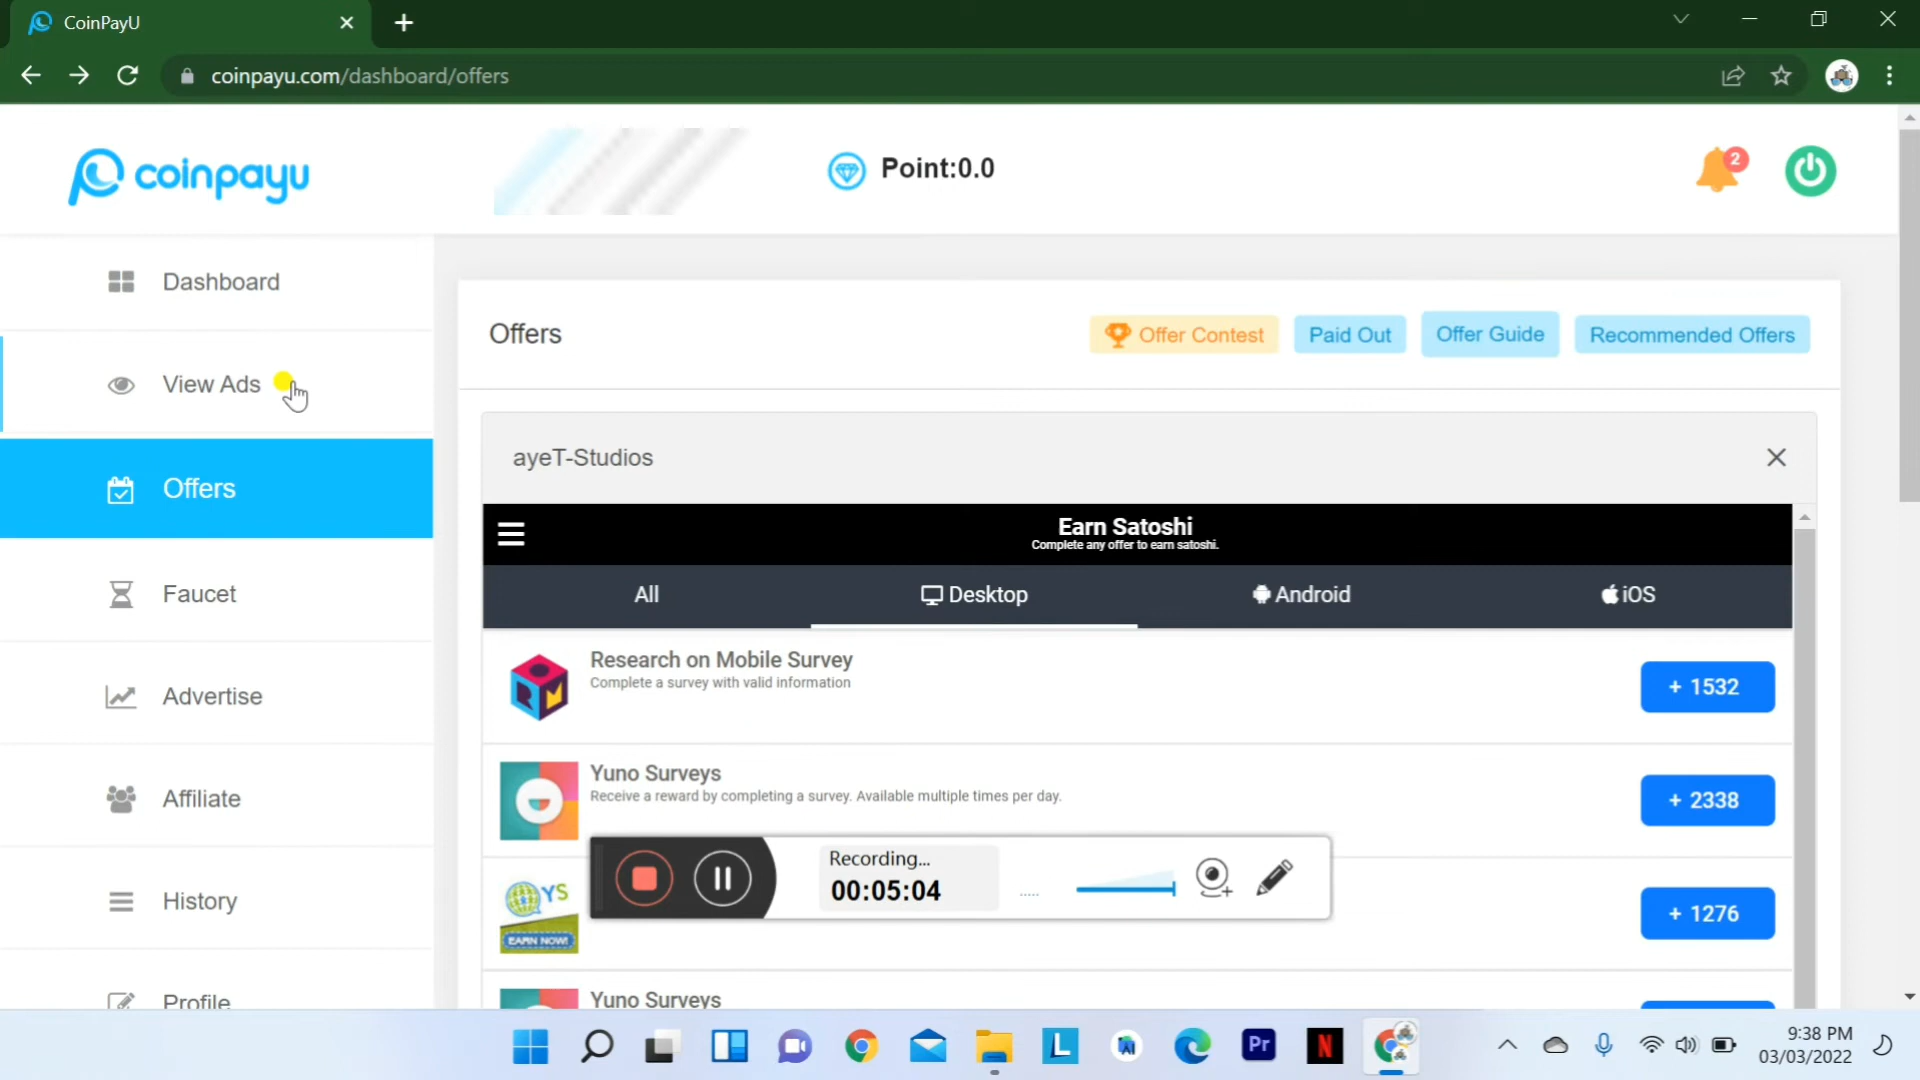 CoinPayU
coinpayu.com/dashboard/offers
coinpayu
Point:0.0
2
Dashboard
View Ads
Offers
Faucet
Advertise
Affiliate
History
Profile
Offers
Offer Contest
Paid Out
Offer Guide
Recommended Offers
ayeT-Studios
Earn Satoshi
Complete any offer to earn satoshi.
All
Desktop
Android
iOS
Research on Mobile Survey
Complete a survey with valid information
+ 1532
Yuno Surveys
Receive a reward by completing a survey. Available multiple times per day.
+ 2338
YS
EARN NOW!
+ 1276
Yuno Surveys
Recording...
00:05:04
L
Pr
N
9:38 PM
03/03/2022